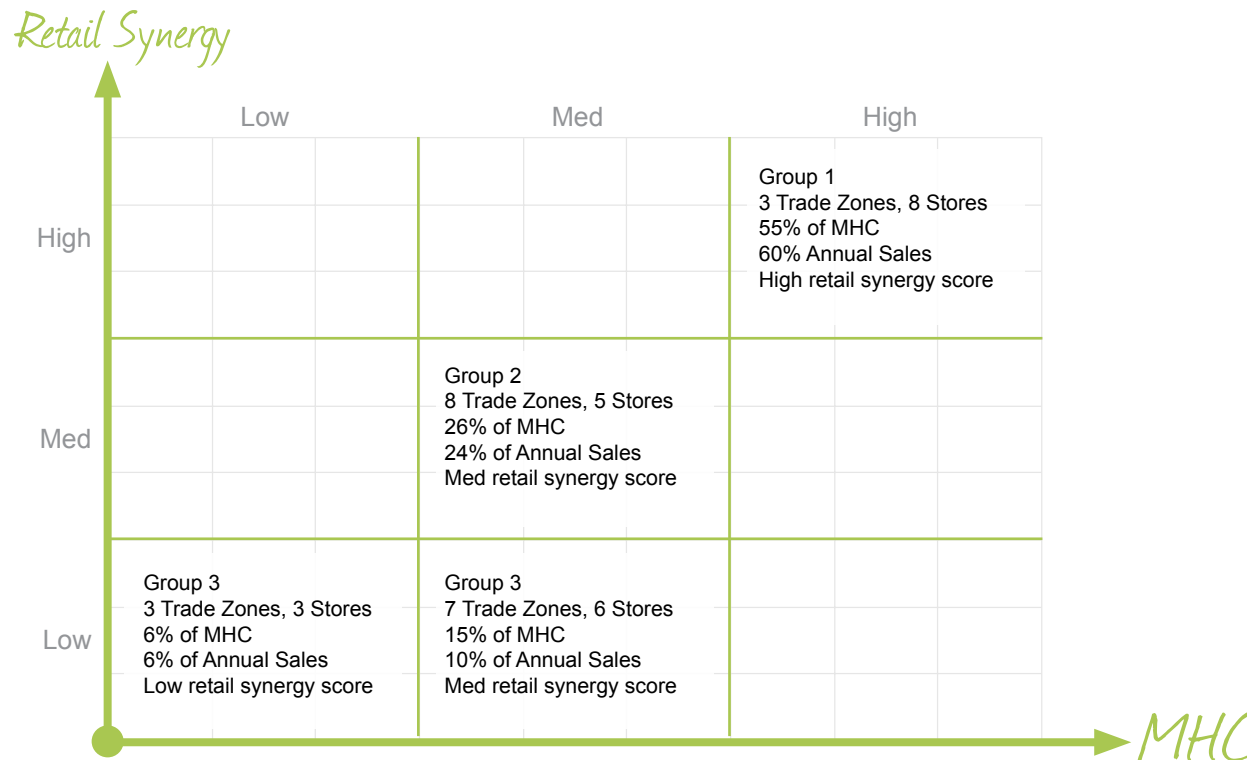 Retail Synergy
Low
Med
High
High
Group 1
3 Trade Zones, 8 Stores
55% of MHC
60% Annual Sales
High retail synergy score
Med
Group 2
8 Trade Zones, 5 Stores
26% of MHC
24% of Annual Sales
Med retail synergy score
Low
Group 3
3 Trade Zones, 3 Stores
6% of MHC
6% of Annual Sales
Low retail synergy score
Group 3
7 Trade Zones, 6 Stores
15% of MHC
10% of Annual Sales
Med retail synergy score
MHC